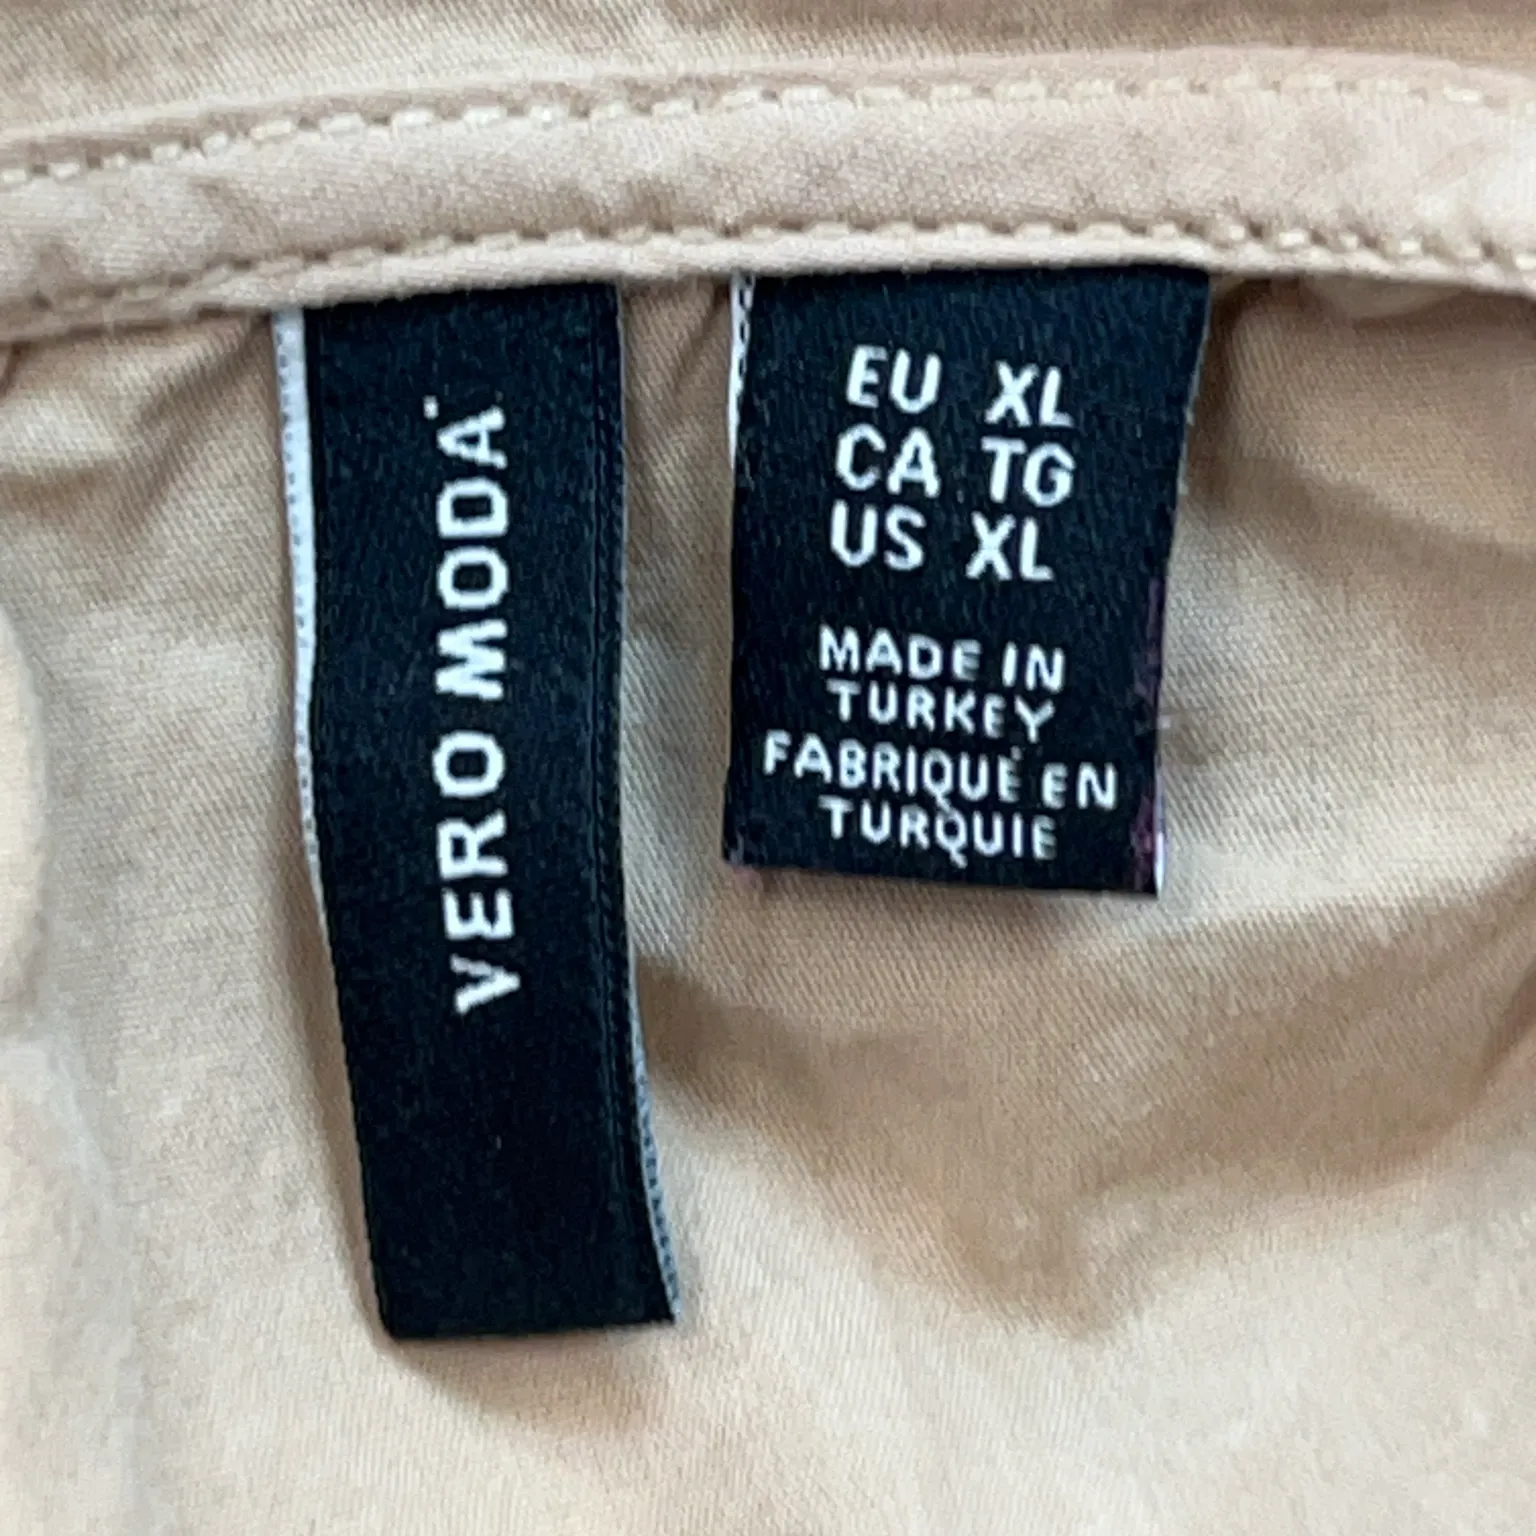 VERO MODA
EU XL
CA TG
US XL
MADE IN
TURKEY
FABRIQUÉ EN
TURQUIE